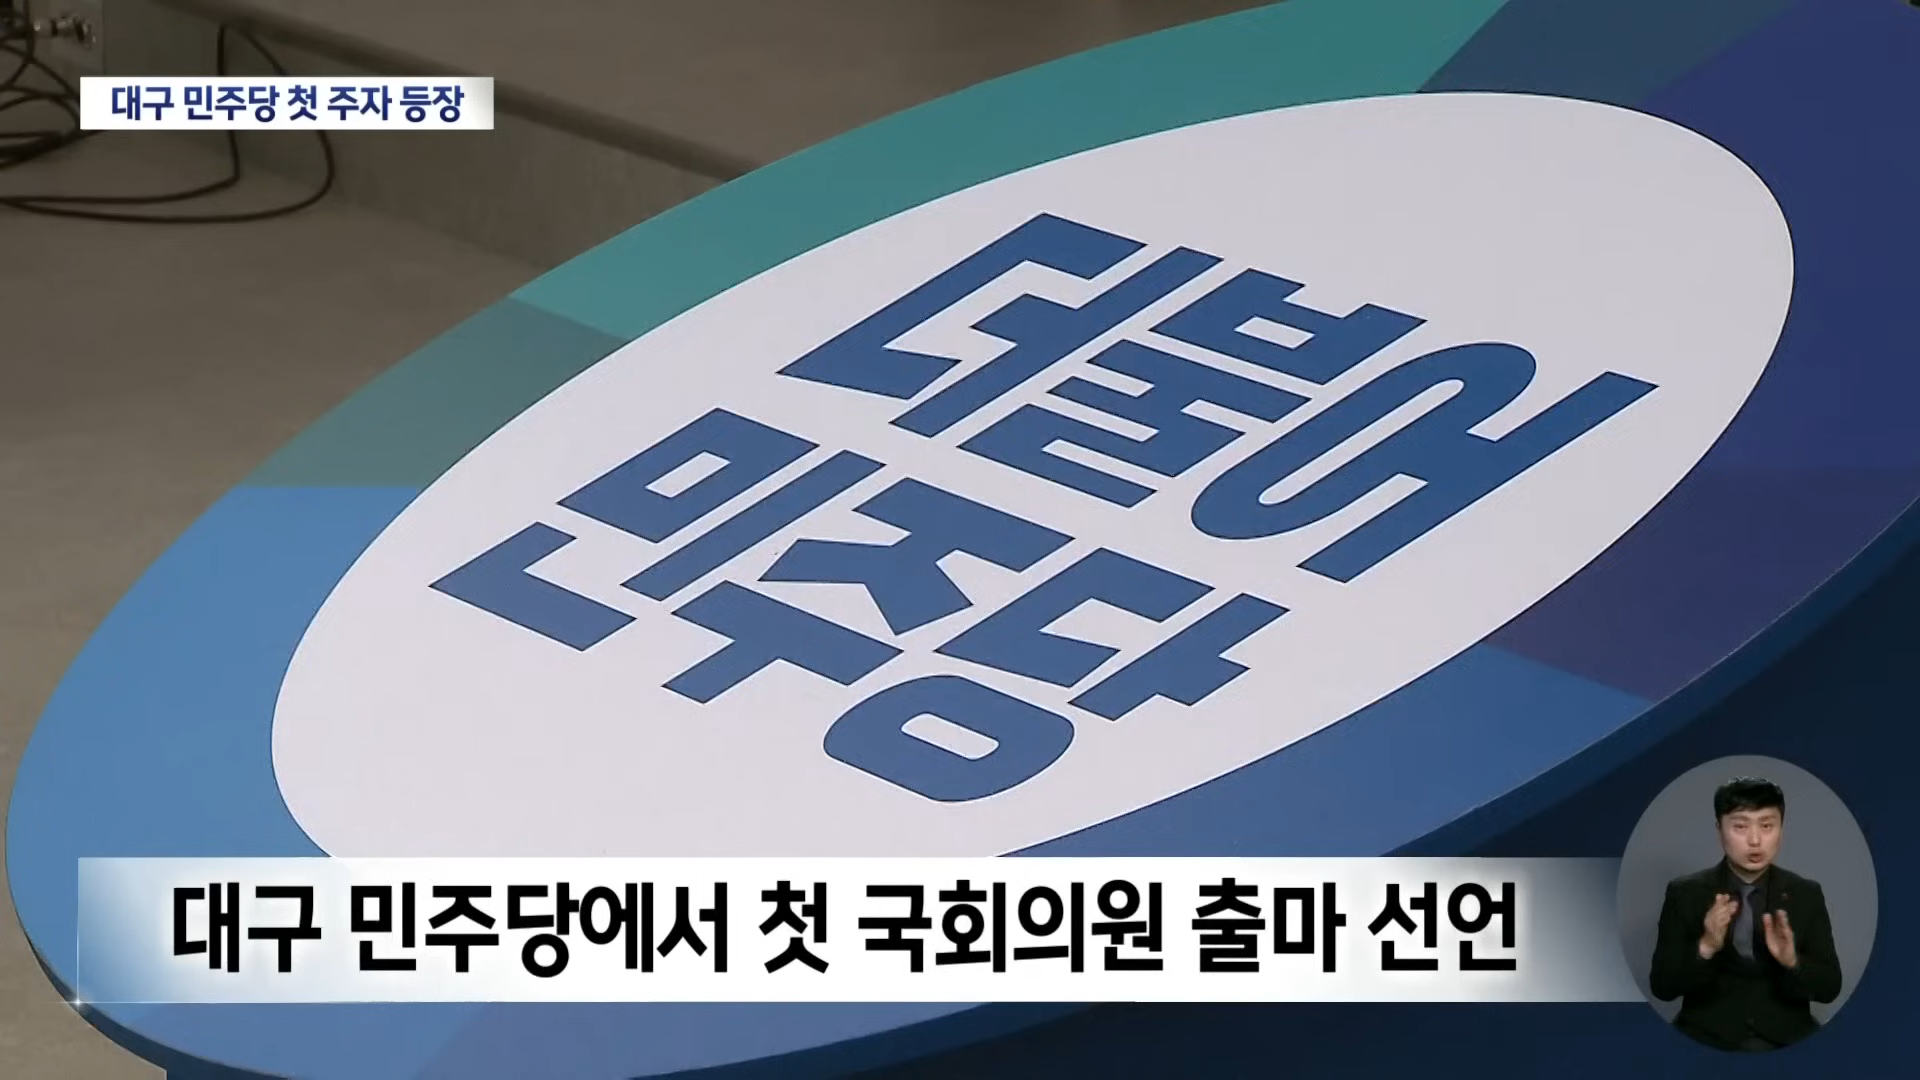 대구 민주당 첫 주자 등장
더불어
민주당
대구 민주당에서 첫 국회의원 출마 선언